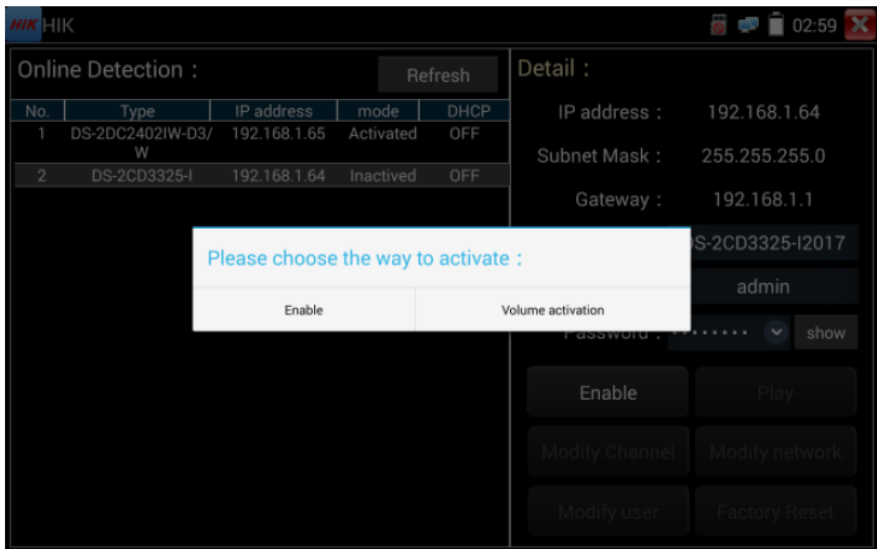 HIK HIK
02:59
Online Detection :
Refresh
No. Type IP address mode DHCP
1 DS-2DC2402IW-D3/ 192.168.1.65 Activated OFF
W
2 DS-2CD3325-I 192.168.1.64 Inactived OFF
Detail :
IP address : 192.168.1.64
Subnet Mask : 255.255.255.0
Gateway : 192.168.1.1
S-2CD3325-I2017
admin
Password : ········ show
Please choose the way to activate :
Enable Volume activation
Enable Play
Modify Channel Modify network
Modify user Factory Reset